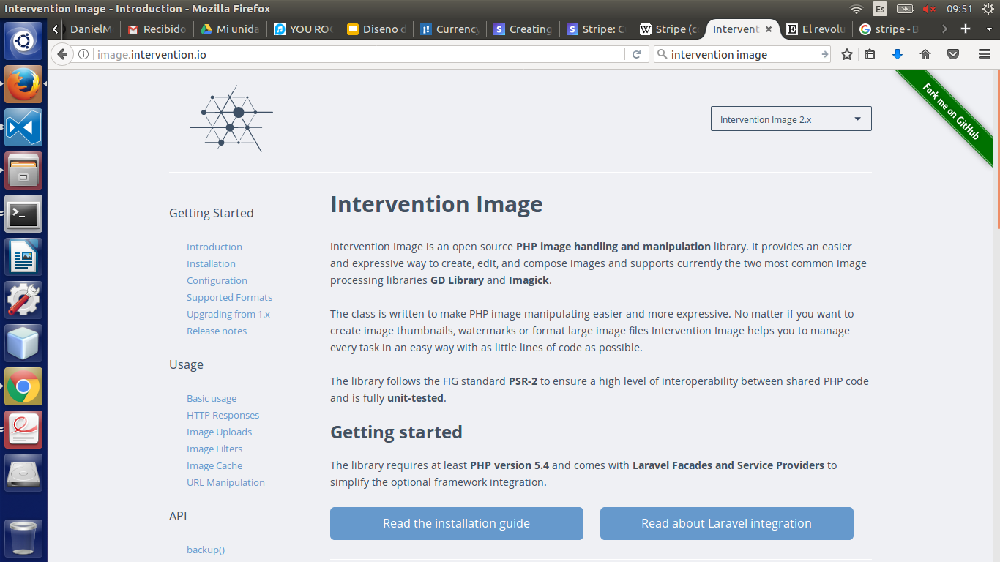 Intervention Image - Introduction - Mozilla Firefox
Es
09:51
DanielM
Recibido
Mi unida
YOU RO
Diseño d
Currency
Creating
Stripe: C
Stripe (c
Intervent
El revolu
stripe - B
image.intervention.io
intervention image
Fork me on GitHub
Intervention Image 2.x
Getting Started
Introduction
Installation
Configuration
Supported Formats
Upgrading from 1.x
Release notes
Usage
Basic usage
HTTP Responses
Image Uploads
Image Filters
Image Cache
URL Manipulation
API
backup()
Intervention Image
Intervention Image is an open source PHP image handling and manipulation library. It provides an easier
and expressive way to create, edit, and compose images and supports currently the two most common image
processing libraries GD Library and Imagick.
The class is written to make PHP image manipulating easier and more expressive. No matter if you want to
create image thumbnails, watermarks or format large image files Intervention Image helps you to manage
every task in an easy way with as little lines of code as possible.
The library follows the FIG standard PSR-2 to ensure a high level of interoperability between shared PHP code
and is fully unit-tested.
Getting started
The library requires at least PHP version 5.4 and comes with Laravel Facades and Service Providers to
simplify the optional framework integration.
Read the installation guide
Read about Laravel integration